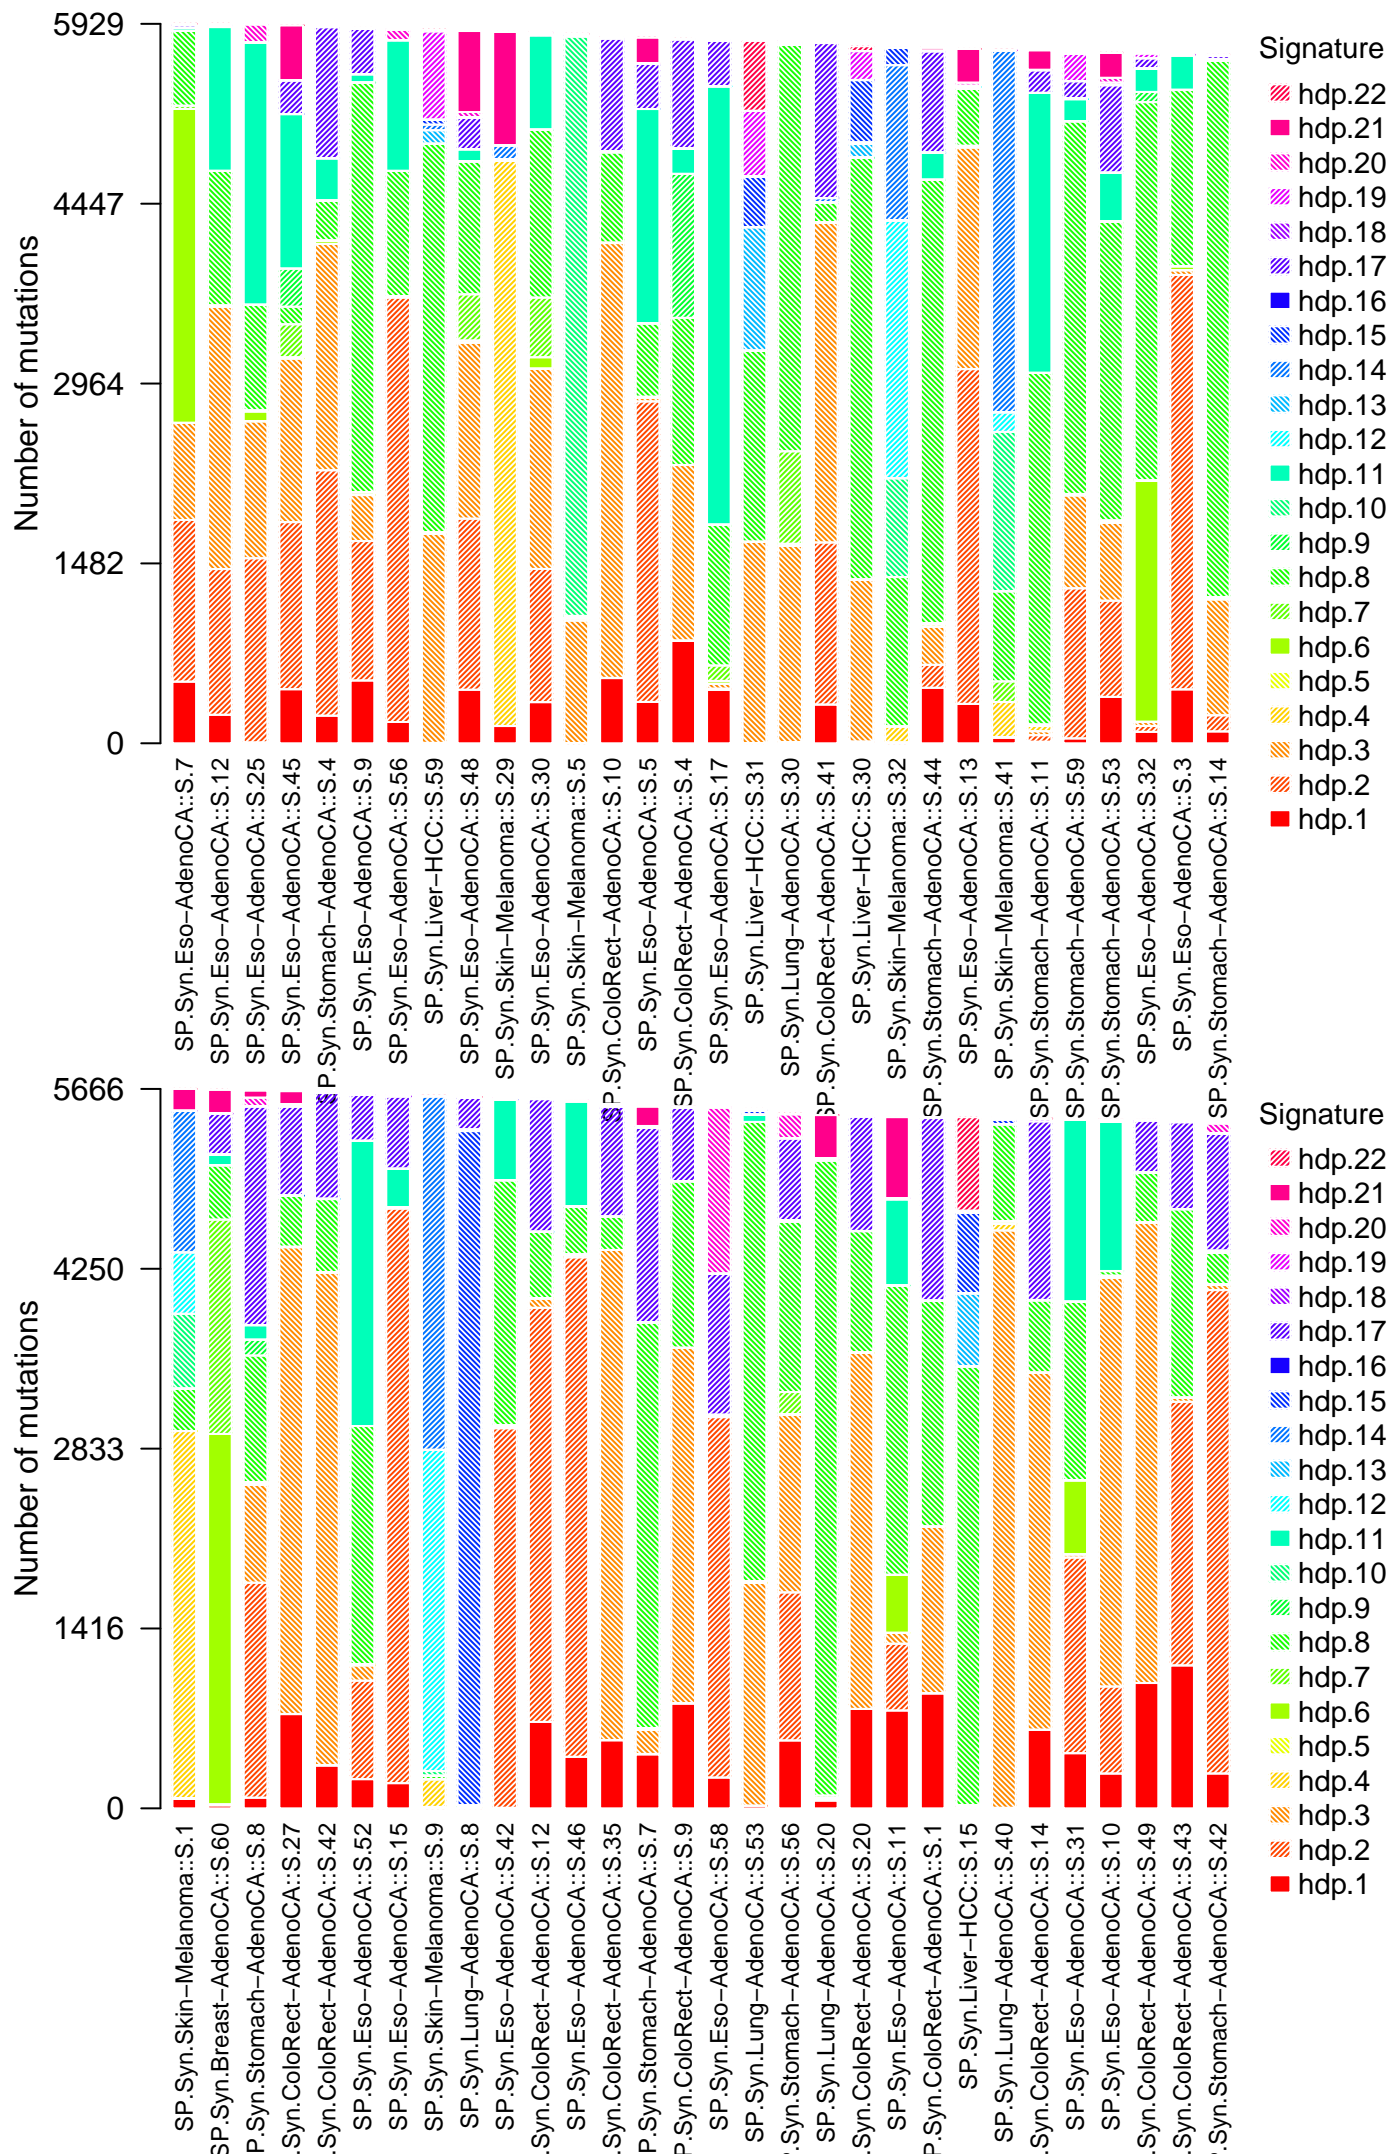 Number of mutations
5929
4447
2964
1482
0
SP.Syn.Eso−AdenoCA::S.7
SP.Syn.Eso−AdenoCA::S.12
SP.Syn.Eso−AdenoCA::S.25
SP.Syn.Eso−AdenoCA::S.45
SP.Syn.Stomach−AdenoCA::S.4
SP.Syn.Eso−AdenoCA::S.9
SP.Syn.Eso−AdenoCA::S.56
SP.Syn.Liver−HCC::S.59
SP.Syn.Eso−AdenoCA::S.48
SP.Syn.Skin−Melanoma::S.29
SP.Syn.Eso−AdenoCA::S.30
SP.Syn.Skin−Melanoma::S.5
SP.Syn.ColoRect−AdenoCA::S.10
SP.Syn.Eso−AdenoCA::S.5
SP.Syn.ColoRect−AdenoCA::S.4
SP.Syn.Eso−AdenoCA::S.17
SP.Syn.Liver−HCC::S.31
SP.Syn.Lung−AdenoCA::S.30
SP.Syn.ColoRect−AdenoCA::S.41
SP.Syn.Liver−HCC::S.30
SP.Syn.Skin−Melanoma::S.32
SP.Syn.Stomach−AdenoCA::S.44
SP.Syn.Eso−AdenoCA::S.13
SP.Syn.Skin−Melanoma::S.41
SP.Syn.Stomach−AdenoCA::S.11
SP.Syn.Stomach−AdenoCA::S.59
SP.Syn.Stomach−AdenoCA::S.53
SP.Syn.Eso−AdenoCA::S.32
SP.Syn.Eso−AdenoCA::S.3
SP.Syn.Stomach−AdenoCA::S.14
Signature
hdp.22
hdp.21
hdp.20
hdp.19
hdp.18
hdp.17
hdp.16
hdp.15
hdp.14
hdp.13
hdp.12
hdp.11
hdp.10
hdp.9
hdp.8
hdp.7
hdp.6
hdp.5
hdp.4
hdp.3
hdp.2
hdp.1
Number of mutations
5666
4250
2833
1416
0
SP.Syn.Skin−Melanoma::S.1
SP.Syn.Breast−AdenoCA::S.60
P.Syn.Stomach−AdenoCA::S.8
.Syn.ColoRect−AdenoCA::S.27
.Syn.ColoRect−AdenoCA::S.42
SP.Syn.Eso−AdenoCA::S.52
SP.Syn.Eso−AdenoCA::S.15
SP.Syn.Skin−Melanoma::S.9
SP.Syn.Lung−AdenoCA::S.8
SP.Syn.Eso−AdenoCA::S.42
.Syn.ColoRect−AdenoCA::S.12
SP.Syn.Eso−AdenoCA::S.46
.Syn.ColoRect−AdenoCA::S.35
P.Syn.Stomach−AdenoCA::S.7
P.Syn.ColoRect−AdenoCA::S.9
SP.Syn.Eso−AdenoCA::S.58
SP.Syn.Lung−AdenoCA::S.53
P.Syn.Stomach−AdenoCA::S.56
SP.Syn.Lung−AdenoCA::S.20
.Syn.ColoRect−AdenoCA::S.20
SP.Syn.Eso−AdenoCA::S.11
P.Syn.ColoRect−AdenoCA::S.1
SP.Syn.Liver−HCC::S.15
SP.Syn.Lung−AdenoCA::S.40
.Syn.ColoRect−AdenoCA::S.14
SP.Syn.Eso−AdenoCA::S.31
SP.Syn.Eso−AdenoCA::S.10
.Syn.ColoRect−AdenoCA::S.49
.Syn.ColoRect−AdenoCA::S.43
P.Syn.Stomach−AdenoCA::S.42
Signature
hdp.22
hdp.21
hdp.20
hdp.19
hdp.18
hdp.17
hdp.16
hdp.15
hdp.14
hdp.13
hdp.12
hdp.11
hdp.10
hdp.9
hdp.8
hdp.7
hdp.6
hdp.5
hdp.4
hdp.3
hdp.2
hdp.1